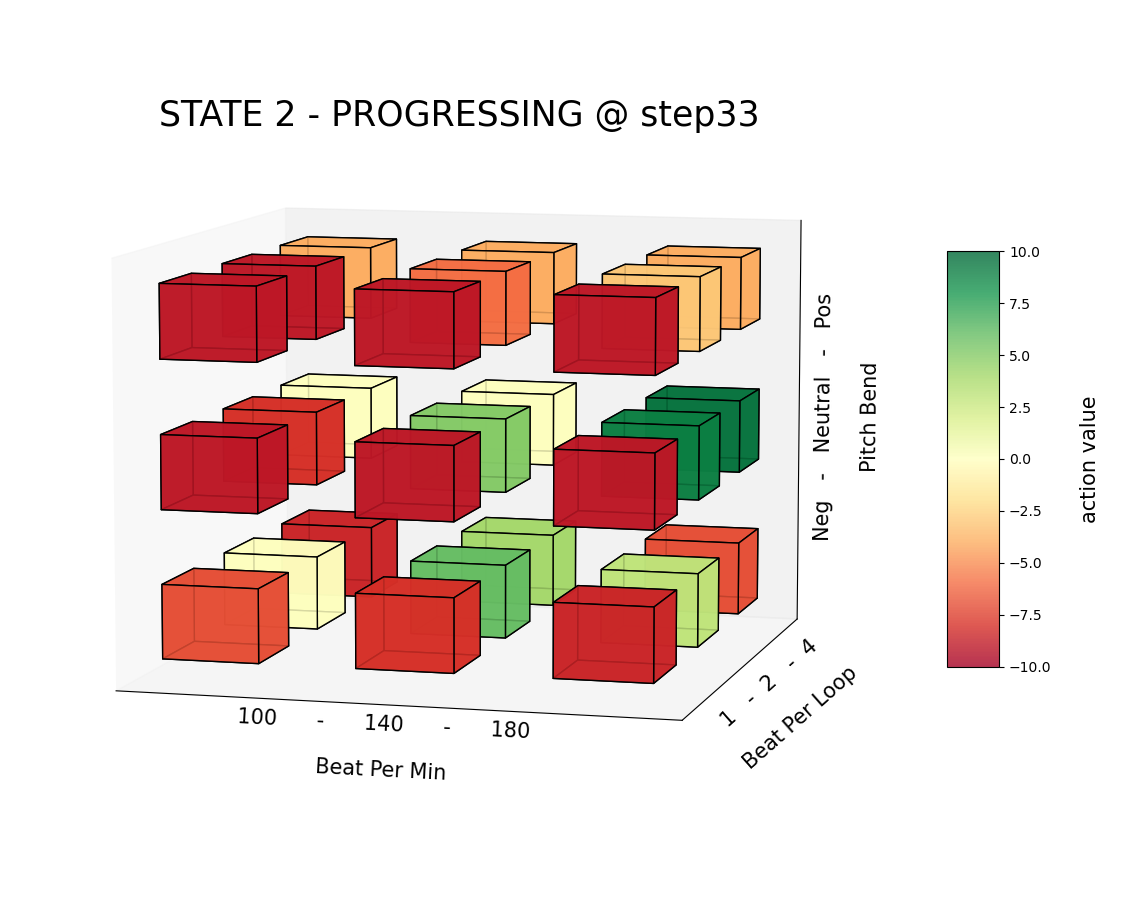 STATE 2 - PROGRESSING @ step33
Neg - Neutral - Pos
Pitch Bend
1 - 2 - 4
Beat Per Loop
100 - 140 - 180
Beat Per Min
10.0
7.5
5.0
2.5
0.0
−2.5
−5.0
−7.5
−10.0
action value